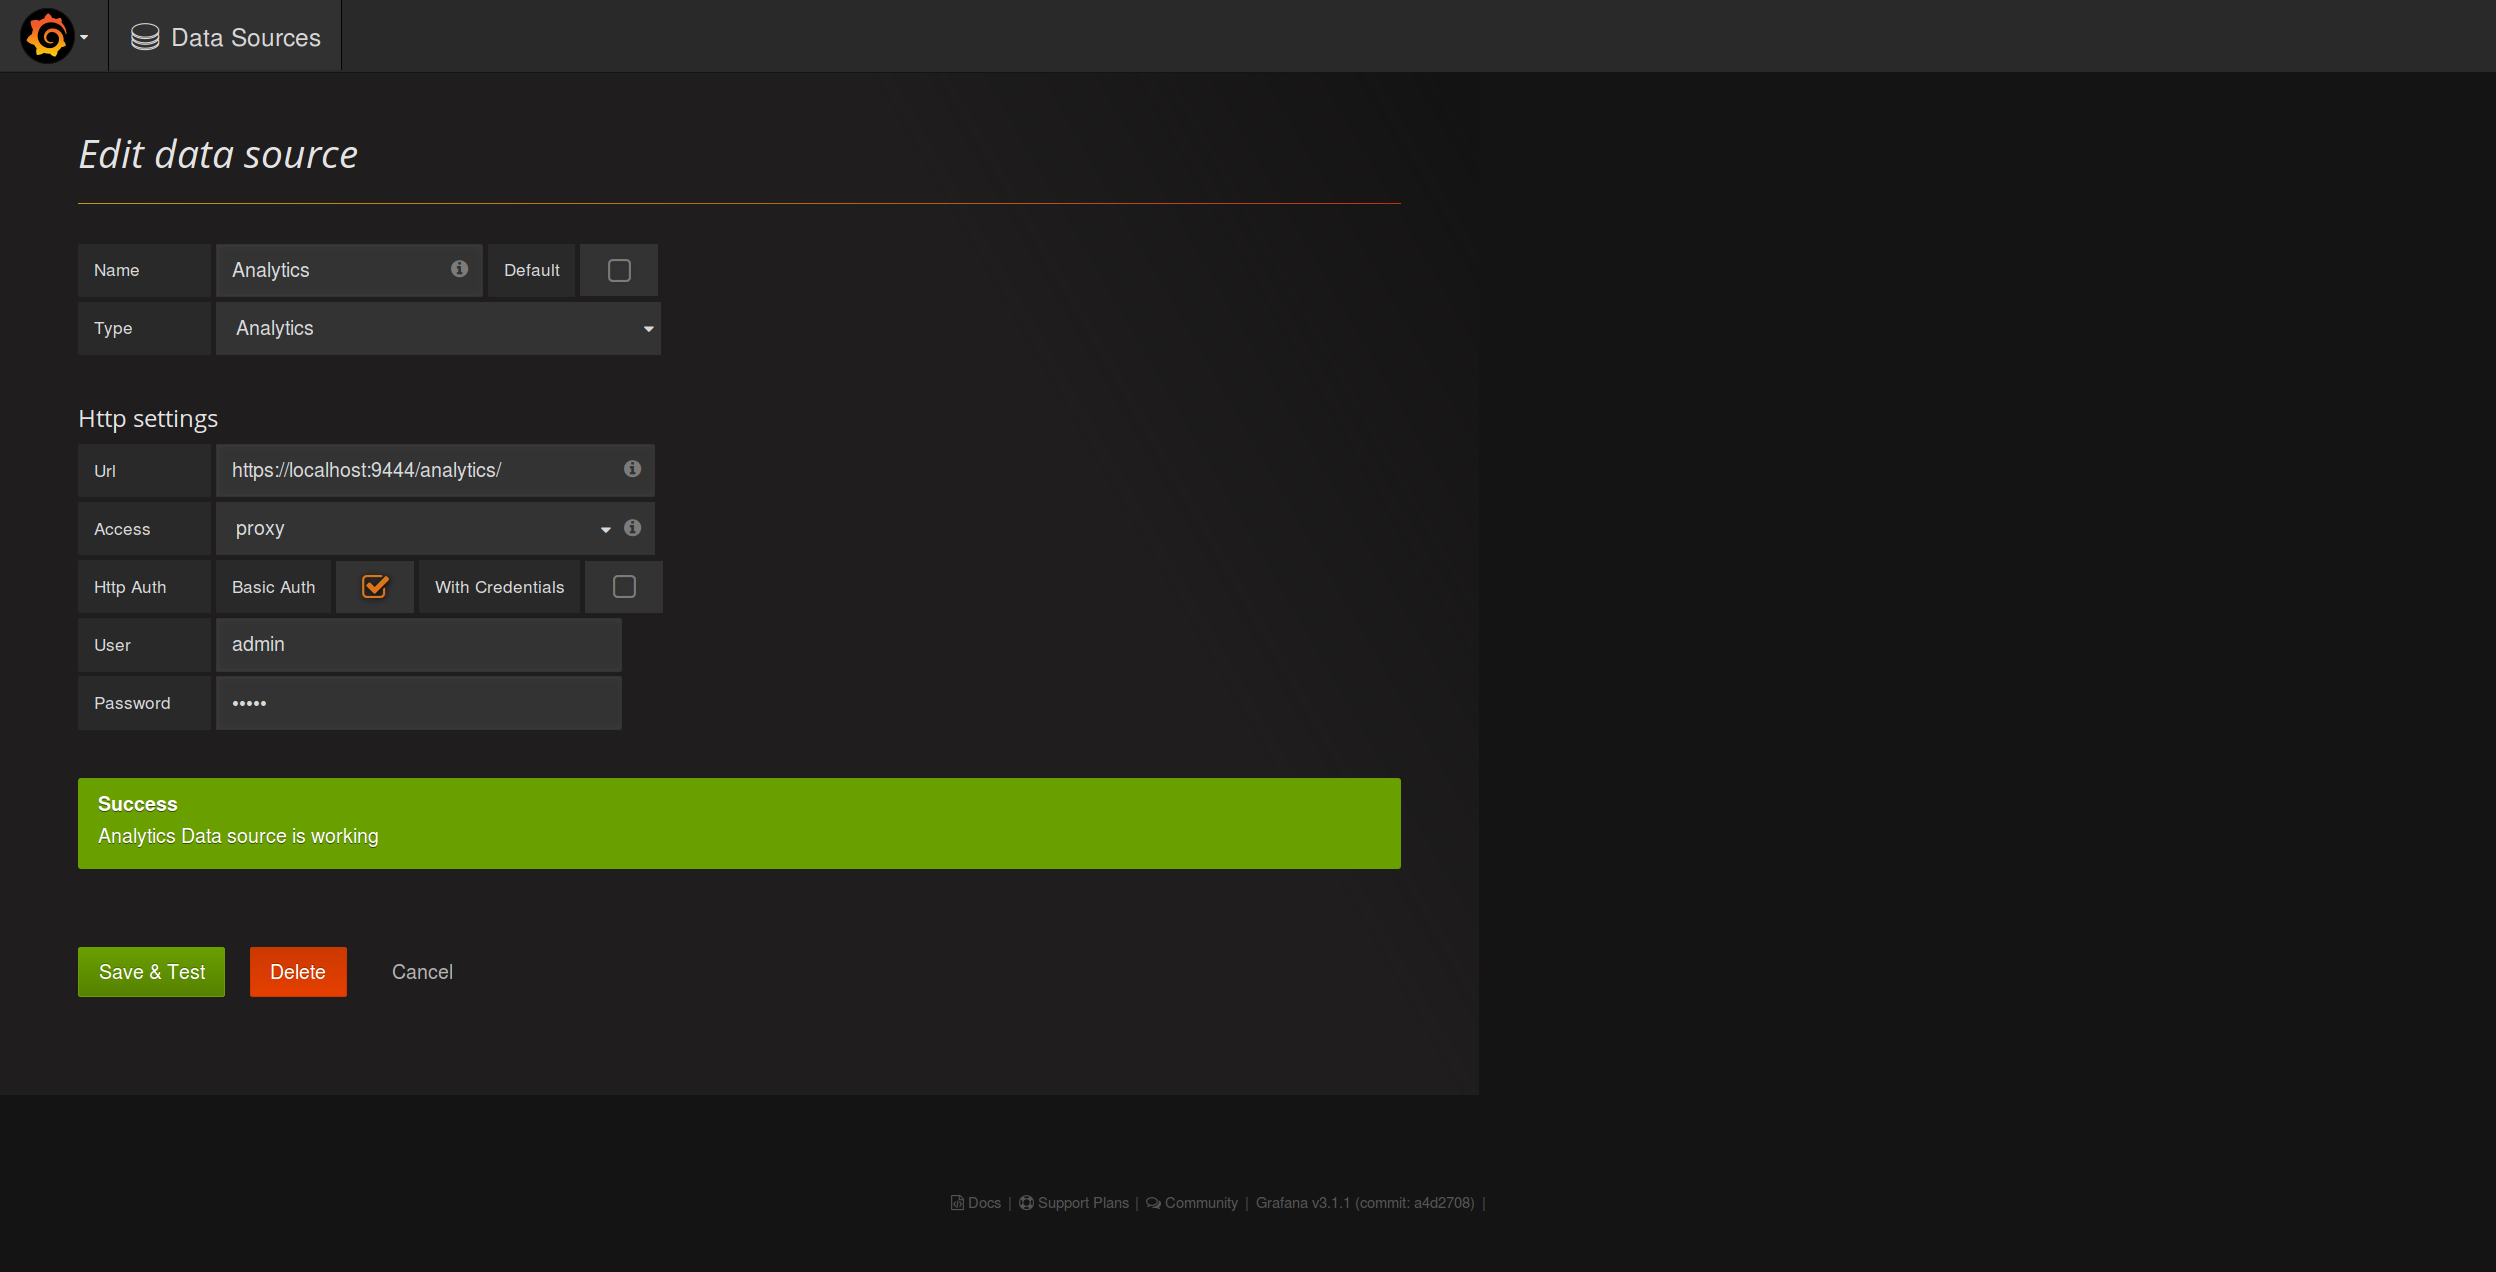 Data Sources
Edit data source
Name Analytics Default
Type Analytics
Http settings
Url https://localhost:9444/analytics/
Access proxy
Http Auth Basic Auth With Credentials
User admin
Password •••••
Success
Analytics Data source is working
Save & Test Delete Cancel
Docs | Support Plans | Community | Grafana v3.1.1 (commit: a4d2708) |